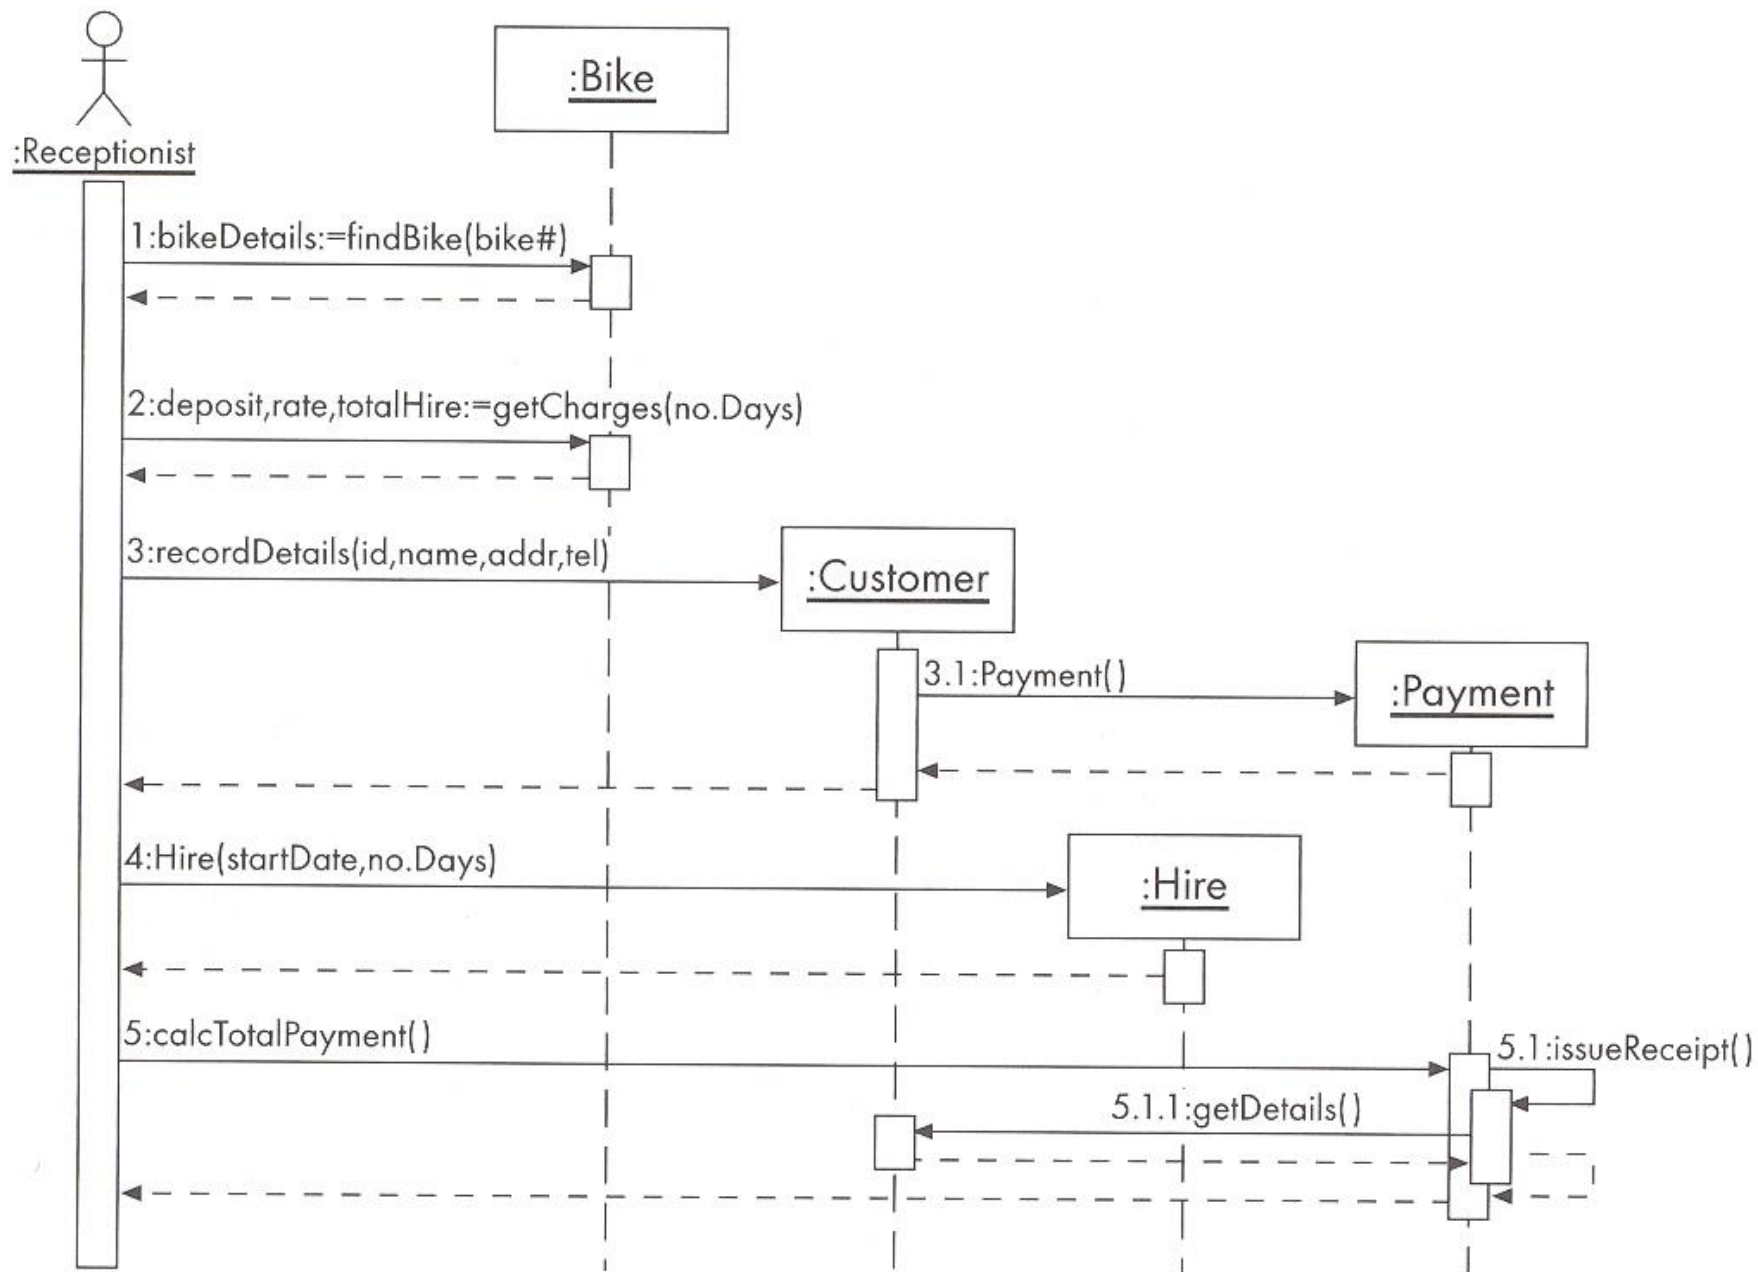 :Bike
:Receptionist
1:bikeDetails:=findBike(bike#)
2:deposit,rate,totalHire:=getCharges(no.Days)
3:recordDetails(id,name,addr,tel)
:Customer
3.1:Payment()
:Payment
4:Hire(startDate,no.Days)
:Hire
5:calcTotalPayment()
5.1:issueReceipt()
5.1.1:getDetails()